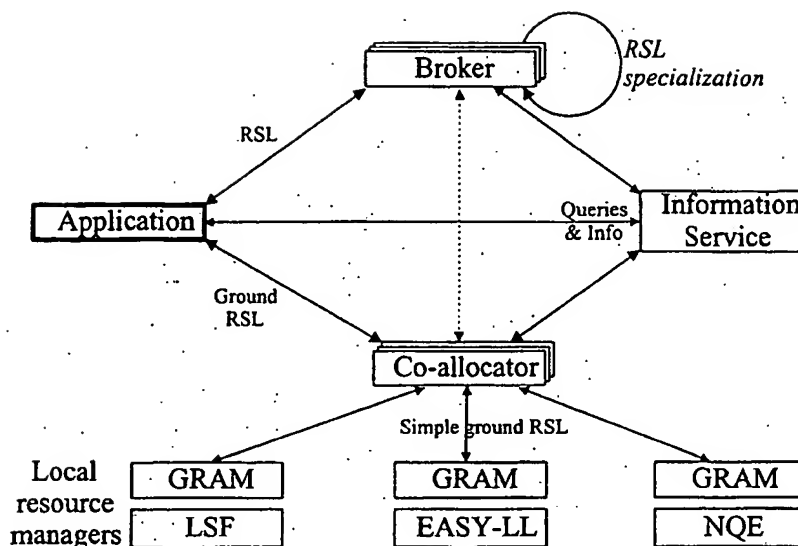 RSL
specialization
Broker
RSL
Application
Queries
& Info
Information
Service
Ground
RSL
Co-allocator
Simple ground RSL
Local
resource
managers
GRAM
GRAM
GRAM
LSF
EASY-LL
NQE